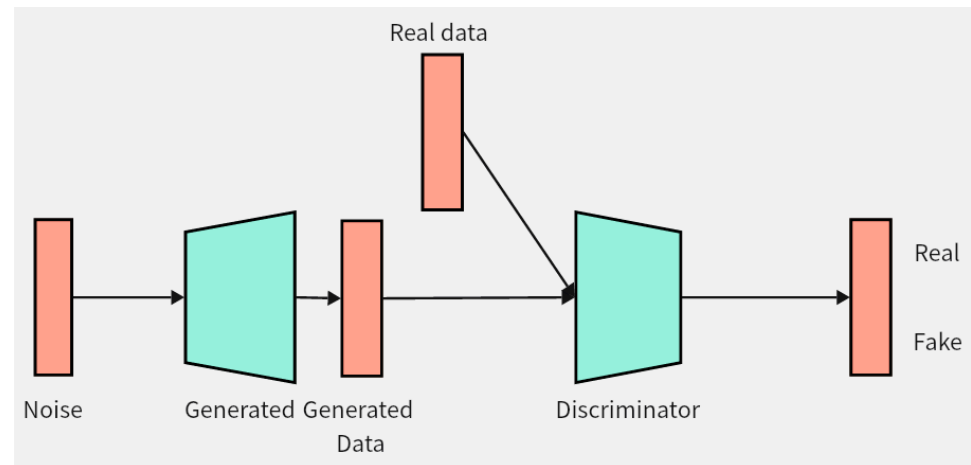 Real data
Real
Fake
Noise
Generated
Generated
Data
Discriminator